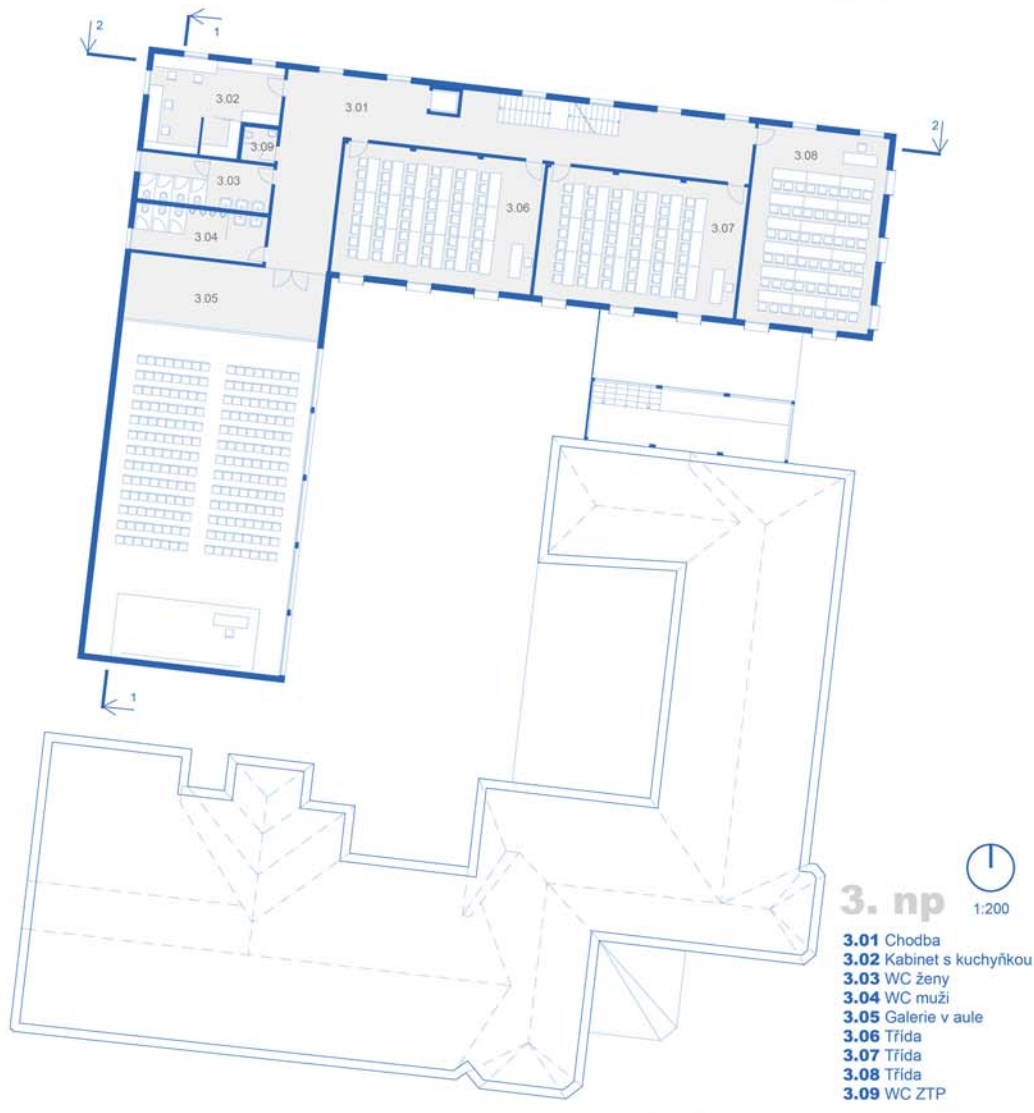 2
1
3.02
3.01
2
3.09
3.08
3.03
3.06
3.07
3.04
3.05
1
3. np
1:200
3.01 Chodba
3.02 Kabinet s kuchyňkou
3.03 WC ženy
3.04 WC muži
3.05 Galerie v aule
3.06 Třída
3.07 Třída
3.08 Třída
3.09 WC ZTP